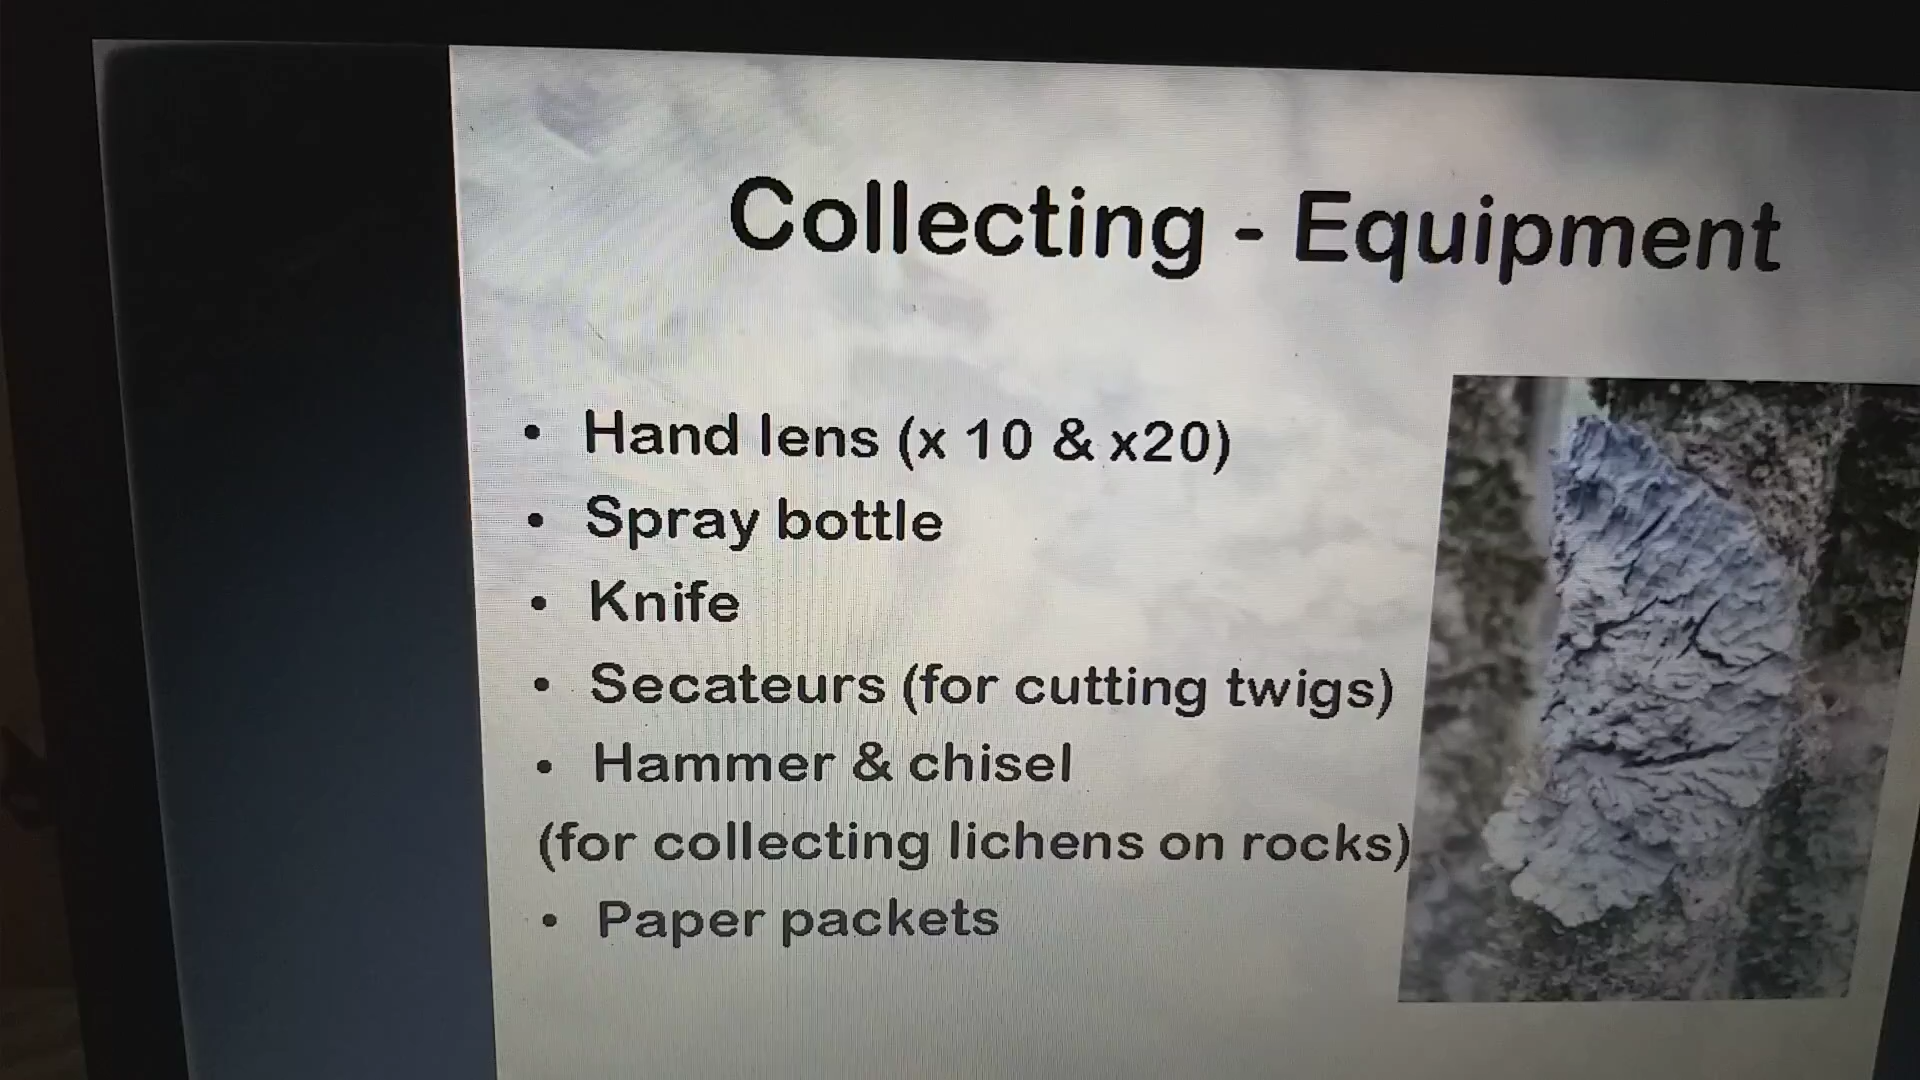 Collecting - Equipment
• Hand lens (x 10 & x20)
• Spray bottle
• Knife
• Secateurs (for cutting twigs)
• Hammer & chisel
(for collecting lichens on rocks)
• Paper packets